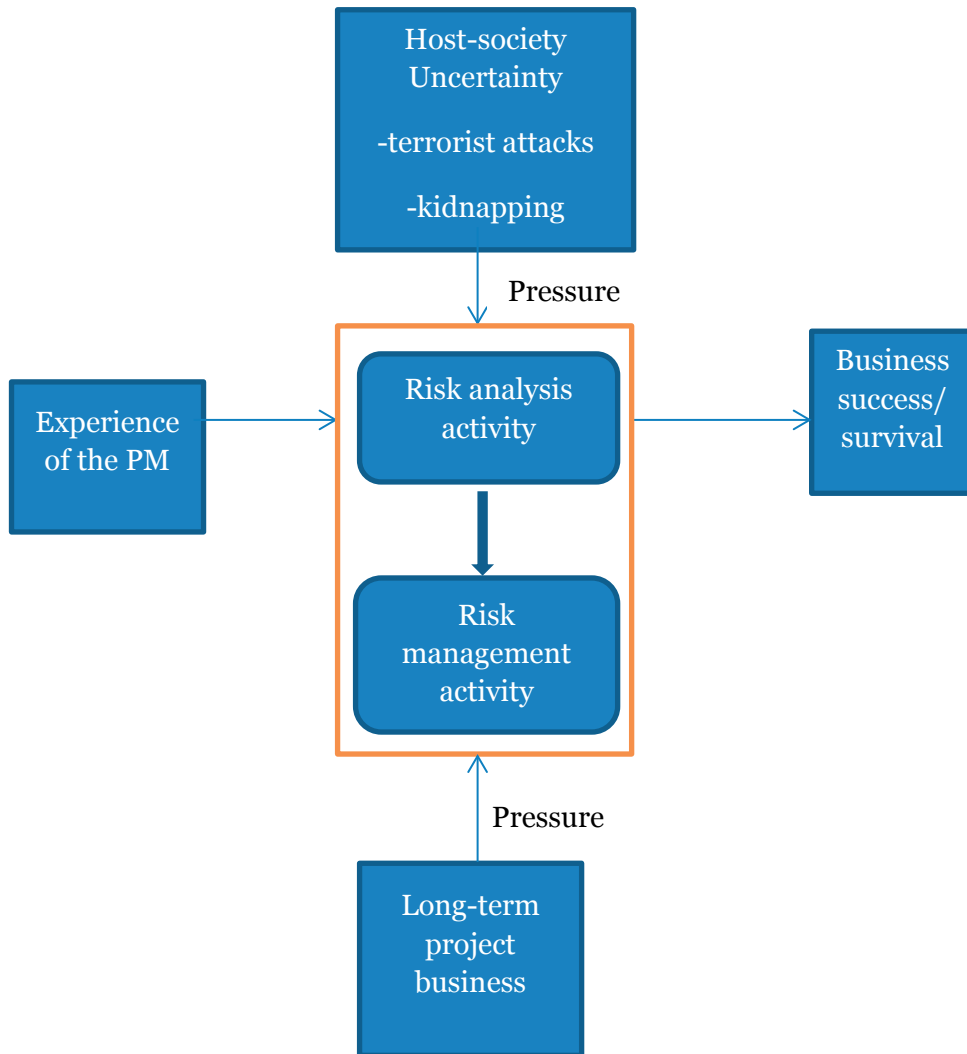 Host-society
Uncertainty
-terrorist attacks
-kidnapping
Pressure
Experience
of the PM
Risk analysis
activity
Business
success/
survival
Risk
management
activity
Pressure
Long-term
project
business